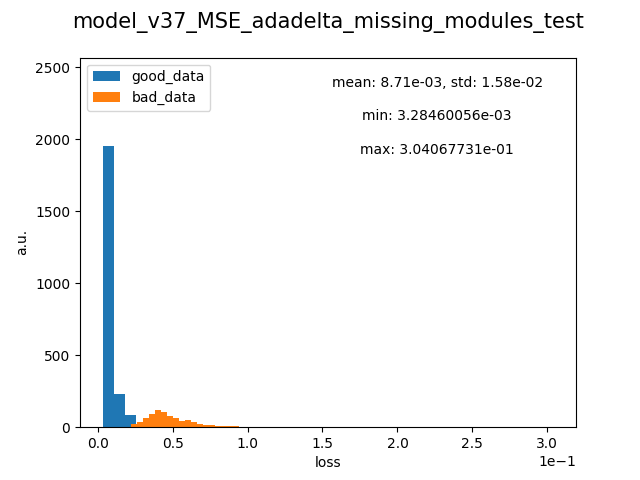 model_v37_MSE_adadelta_missing_modules_test
good_data
bad_data
mean: 8.71e-03, std: 1.58e-02
min: 3.28460056e-03
max: 3.04067731e-01
2500
2000
1500
1000
500
0
a.u.
0.0 0.5 1.0 1.5 2.0 2.5 3.0
loss
1e−1